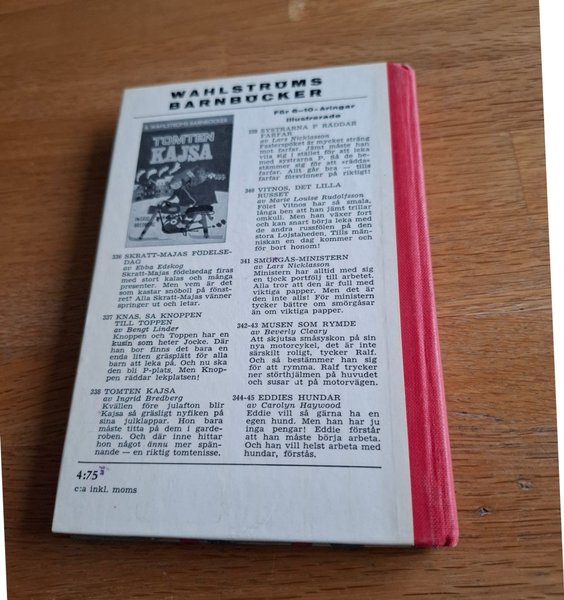 WAHLSTRÖMS
BARNBÖCKER
För 6—10-åringar
Illustrerade
B. WAHLSTRÖMS BARNBÖCKER
TOMTEN
KAJSA
INGRID
BREDBERG
336 SKRATT-MAJAS FÖDELSE-
DAG
av Ebba Edskog
Skratt-Majas födelsedag firas
med stort kalas och många
presenter. Men vem är det
som kastar snöboll på fönst-
ret? Alla Skratt-Majas vänner
springer ut och letar.
337 KNAS, SA KNOPPEN
TILL TOPPEN
av Bengt Linder
Knoppen och Toppen har en
kusin som heter Jocke. Där
han bor finns det bara en
enda liten gräsplätt för alla
barn att leka på. Och nu ska
den bli P-plats, Men Knop-
pen räddar lekplatsen!
338 TOMTEN KAJSA
av Ingrid Bredberg
Kvällen före julafton blir
Kajsa så gräsligt nyfiken på
sina julklappar. Hon bara
måste titta på dem i garde-
roben. Och där inne hittar
hon något ännu mer spän-
nande — en riktig tomtenisse.
339 SYSTRARNA P RÄDDAR
FARFAR
av Lars Nicklasson
Fasterspöket är mycket sträng
mot farfar. Jämt måste han
vila sig i stället för att leka
med systrarna P. Så de be-
stämmer sig för att rädda
farfar. Allt går bra — tills
farfar försvinner på riktigt!
340 VITNOS, DET LILLA
RUSSET
av Marie Louise Rudolfsson
Fölet Vitnos har så smala,
långa ben att han jämt trillar
omkull. Men han växer fort
och kan snart börja leka med
de andra russfölen på den
stora Lojstaheden. Tills män-
niskan en dag kommer och
för bort honom!
341 SMÖRGÅS-MINISTERN
av Lars Nicklasson
Ministern har alltid med sig
en tjock portfölj till arbetet.
Alla tror att den är full med
viktiga papper. Men det är
den inte alls! För ministern
tycker bättre om smörgåsar
än om viktiga papper.
342-43 MUSEN SOM RYMDE
av Beverly Cleary
Att skjutsa småsyskon på sin
nya motorcykel, det är inte
särskilt roligt, tycker Ralf.
Och så bestämmer han sig
för att rymma. Ralf trycker
ner störthjälmen på huvudet
och susar ut på motorvägen.
344-45 EDDIES HUNDAR
av Carolyn Haywood
Eddie vill så gärna ha en
egen hund. Men han har ju
inga pengar! Eddie förstår
att han måste börja arbeta.
Och han vill helst arbeta med
hundar, förstås.
4:75
c:a inkl. moms